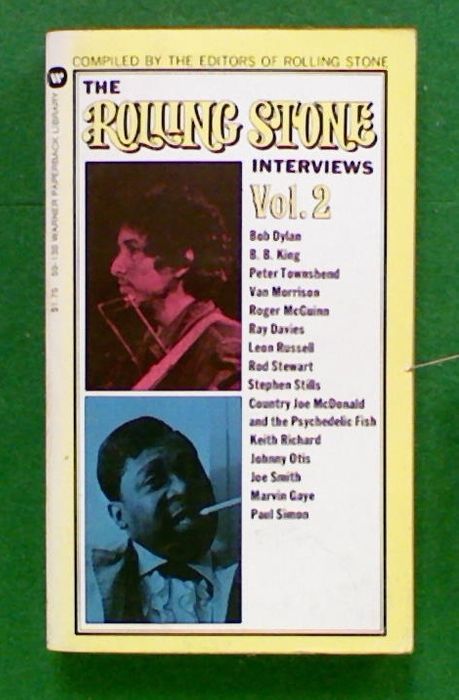 COMPILED BY THE EDITORS OF ROLLING STONE
THE
ROLLING STONE
INTERVIEWS
Vol. 2
Bob Dylan
B. B. King
Peter Townshend
Van Morrison
Roger McGuinn
Ray Davies
Leon Russell
Rod Stewart
Stephen Stills
Country Joe McDonald
and the Psychedelic Fish
Keith Richard
Johnny Otis
Joe Smith
Marvin Gaye
Paul Simon
W
$1.75 WARNER PAPERBACK LIBRARY